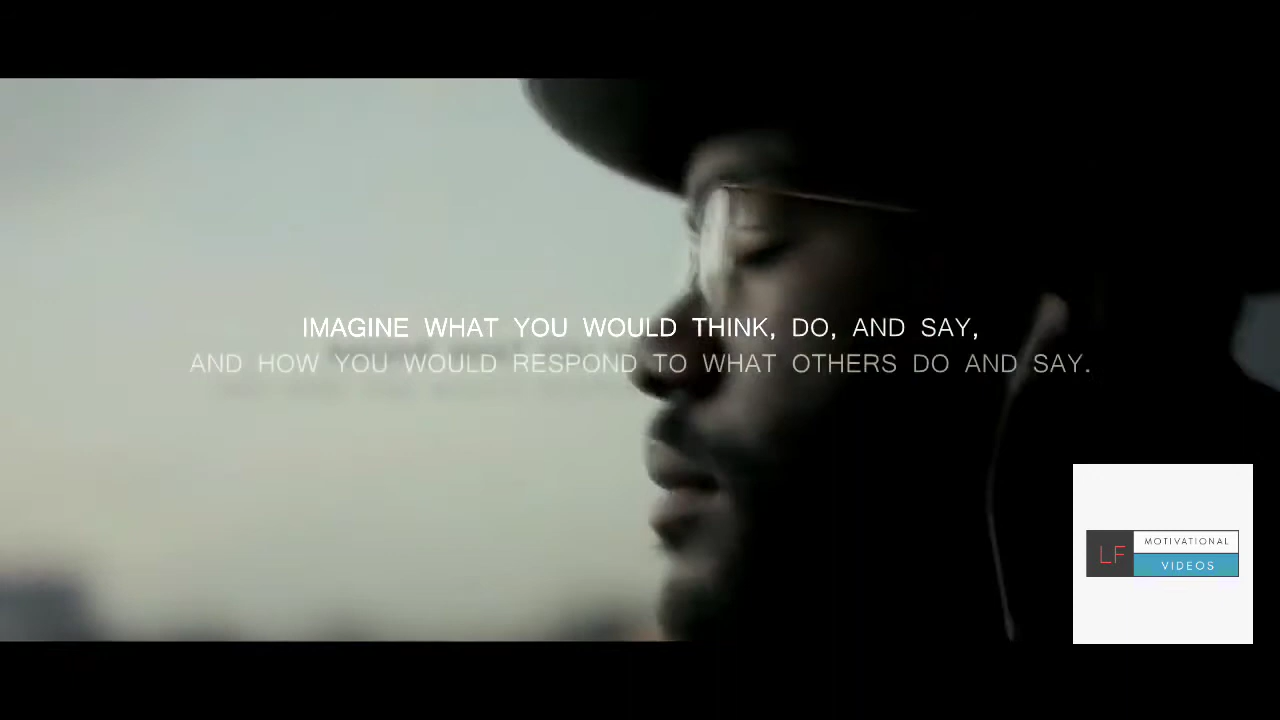 IMAGINE WHAT YOU WOULD THINK, DO, AND SAY,
AND HOW YOU WOULD RESPOND TO WHAT OTHERS DO AND SAY.
LF
MOTIVATIONAL
VIDEOS